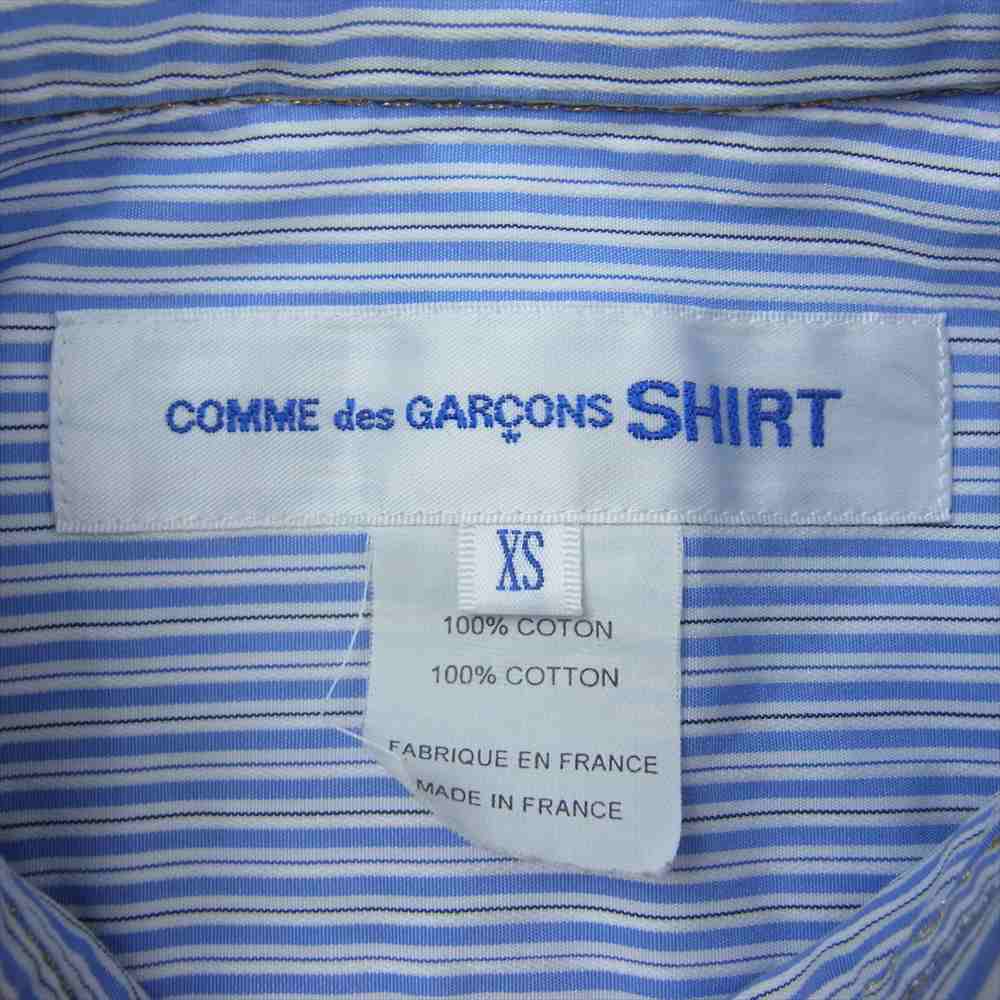 COMME des GARÇONS SHIRT
XS
100% COTON
100% COTTON
FABRIQUE EN FRANCE
MADE IN FRANCE